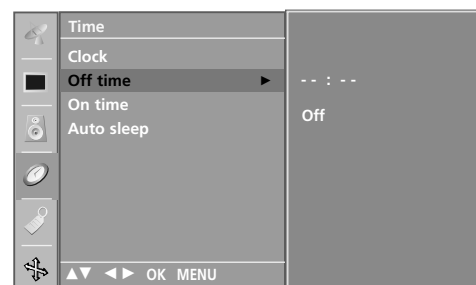 Time
Clock
Off time ►
On time
Auto sleep
▲▼ ◄► OK MENU
- - : - -
Off